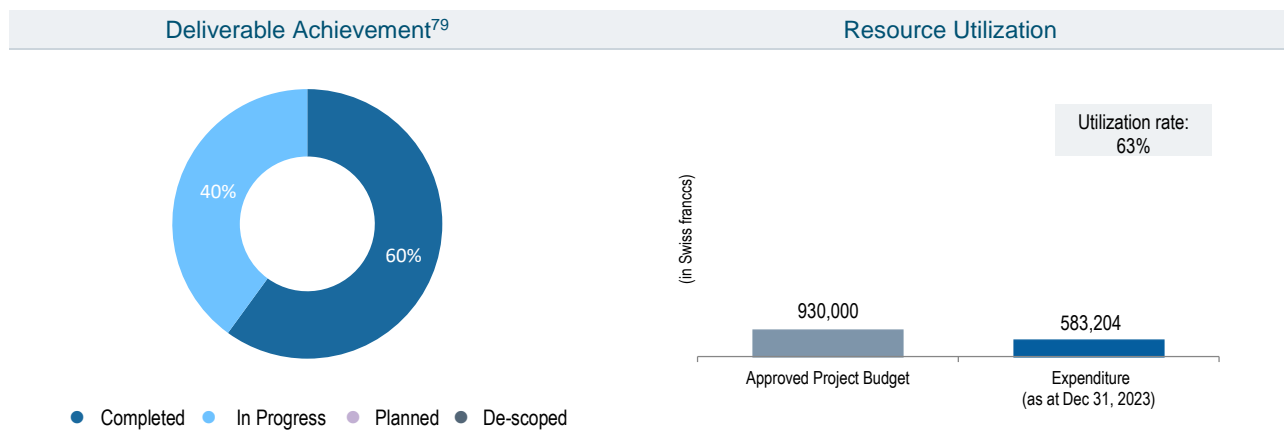 Deliverable Achievement79
Resource Utilization
40%
60%
Completed
In Progress
Planned
De-scoped
Utilization rate:
63%
(in Swiss franccs)
930,000
583,204
Approved Project Budget
Expenditure
(as at Dec 31, 2023)